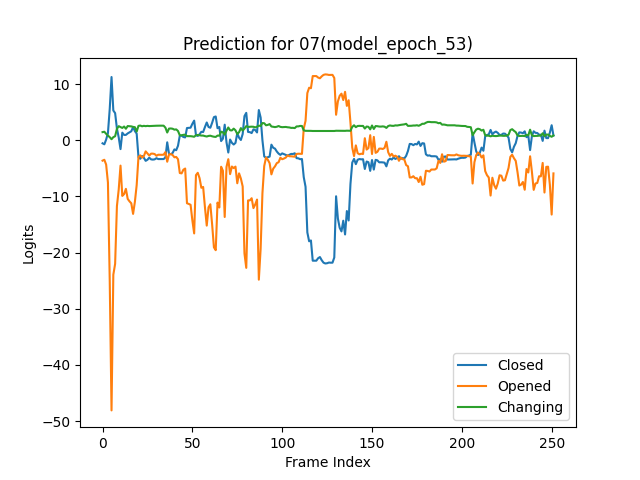 Prediction for 07(model_epoch_53)
10
0
−10
−20
−30
−40
−50
Logits
0 50 100 150 200 250
Frame Index
Closed
Opened
Changing